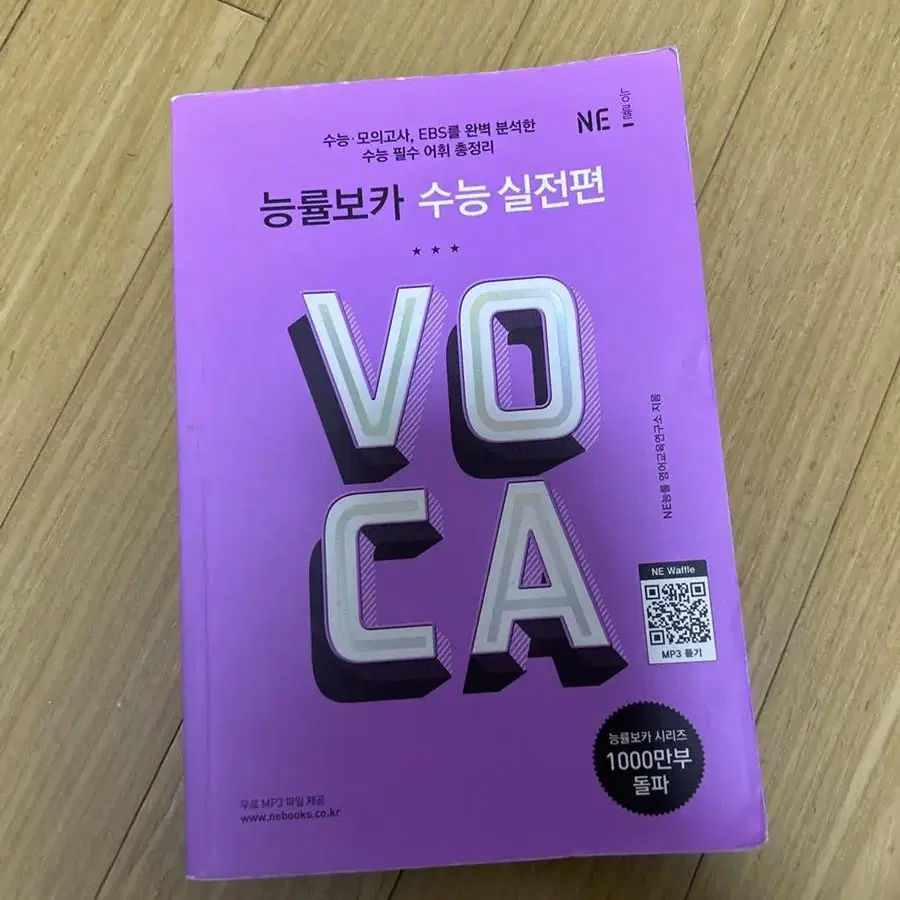 수능·모의고사, EBS를 완벽 분석한
수능 필수 어휘 총정리
NE 능률
능률보카 수능 실전편
VO
CA
NE능률 영어교육연구소 지음
NE Waffle
MP3 듣기
능률보카 시리즈
1000만부
돌파
무료 MP3 파일 제공
www.nebooks.co.kr